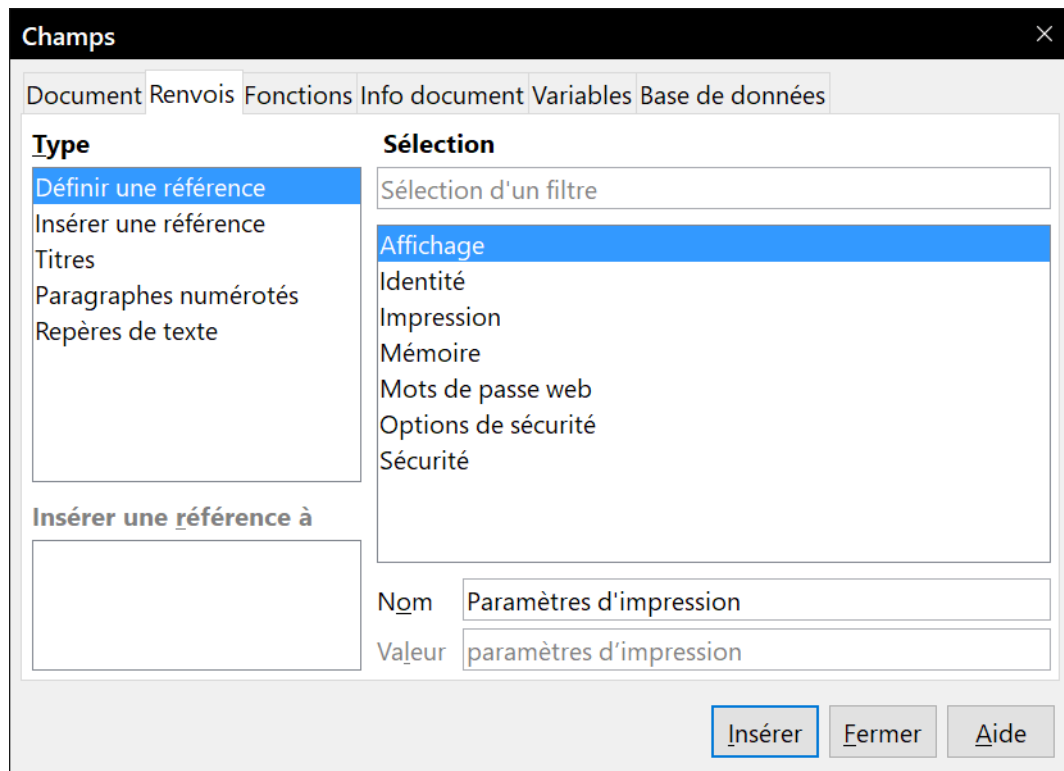 Champs
Document Renvois Fonctions Info document Variables Base de données
Type
Définir une référence
Insérer une référence
Titres
Paragraphes numérotés
Repères de texte
Insérer une référence à
Sélection
Sélection d'un filtre
Affichage
Identité
Impression
Mémoire
Mots de passe web
Options de sécurité
Sécurité
Nom Paramètres d'impression
Valeur paramètres d’impression
Insérer Fermer Aide